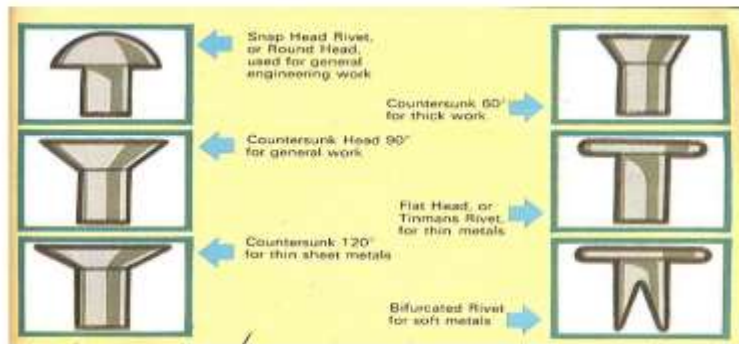 Snap Head Rivet,
or Round Head,
used for general
engineering work
Countersunk 60°
for thick work
Countersunk Head 90°
for general work
Flat Head, or
Tinmans Rivet,
for thin metals
Countersunk 120°
for thin sheet metals
Bifurcated Rivet
for soft metals